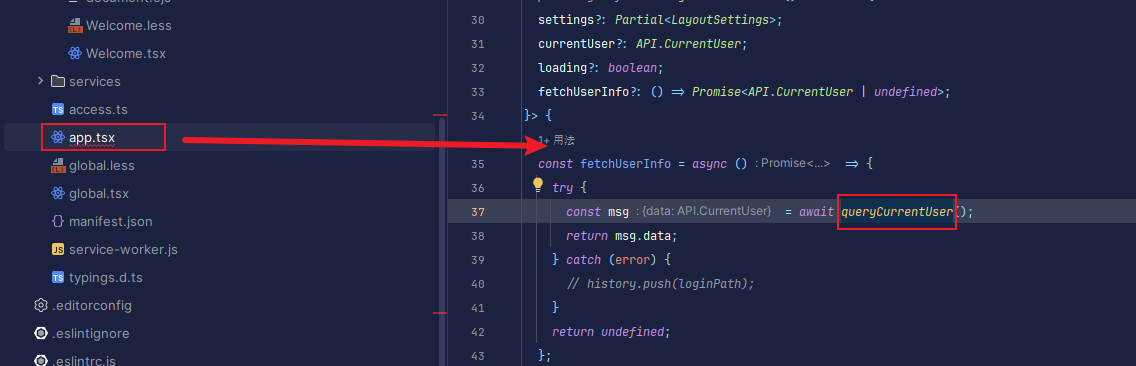 document.ejs
Welcome.less
Welcome.tsx
services
TS access.ts
app.tsx
{L} global.less
global.tsx
{} manifest.json
JS service-worker.js
TS typings.d.ts
.editorconfig
.eslintignore
.eslintrc.js
30 settings?: Partial<LayoutSettings>;
31 currentUser?: API.CurrentUser;
32 loading?: boolean;
33 fetchUserInfo?: () => Promise<API.CurrentUser | undefined>;
34 }> {
1+ 用法
35 const fetchUserInfo = async () : Promise<...> => {
36 try {
37 const msg : {data: API.CurrentUser} = await queryCurrentUser();
38 return msg.data;
39 } catch (error) {
40 // history.push(loginPath);
41 }
42 return undefined;
43 };